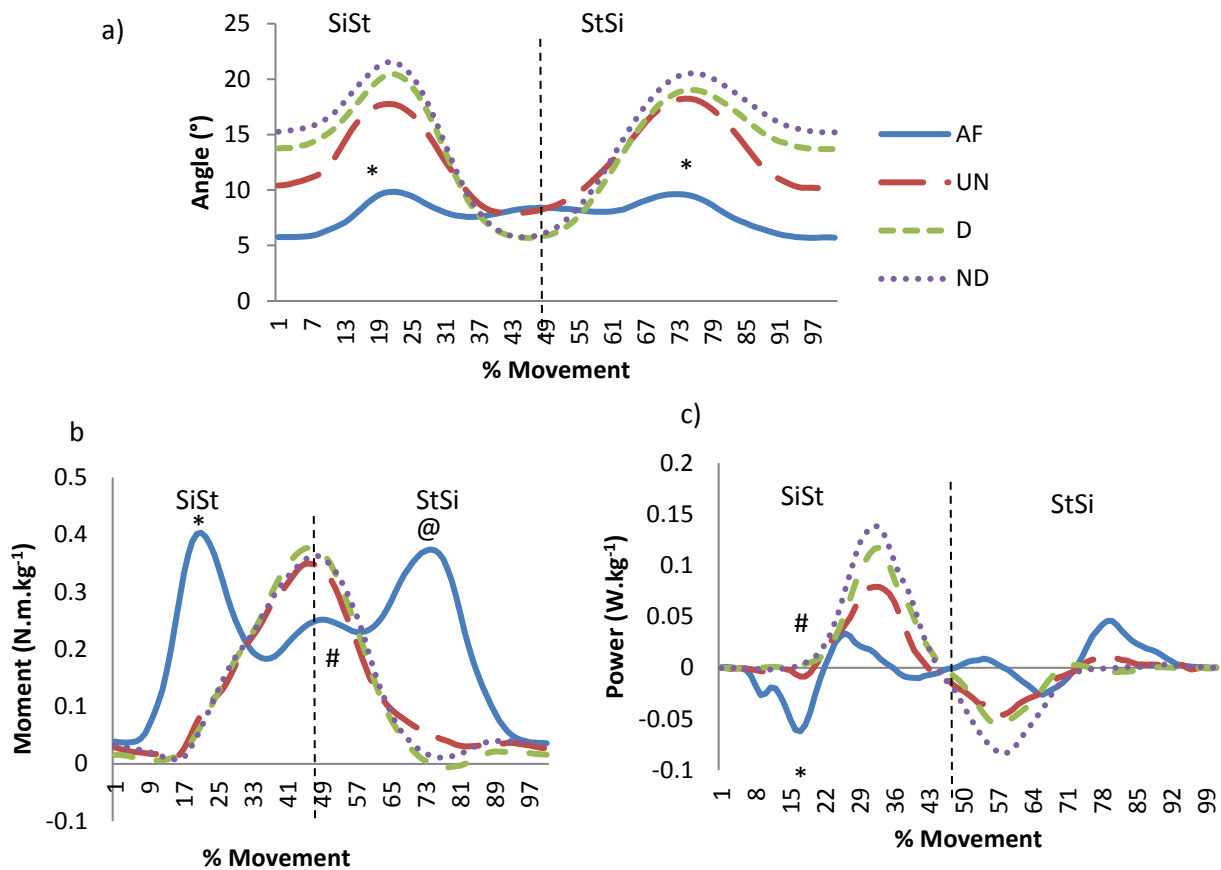 a)
SiSt
StSi
25
20
15
10
5
0
Angle (°)
*
*
1 7 13 19 25 31 37 43 49 55 61 67 73 79 85 91 97
% Movement
AF
UN
D
ND
b
SiSt
StSi
*
@
#
0.5
0.4
0.3
0.2
0.1
0
-0.1
Moment (N.m.kg⁻¹)
1 9 17 25 33 41 49 57 65 73 81 89 97
% Movement
c)
SiSt
StSi
#
*
0.2
0.15
0.1
0.05
0
-0.05
-0.1
Power (W.kg⁻¹)
1 8 15 22 29 36 43 50 57 64 71 78 85 92 99
% Movement